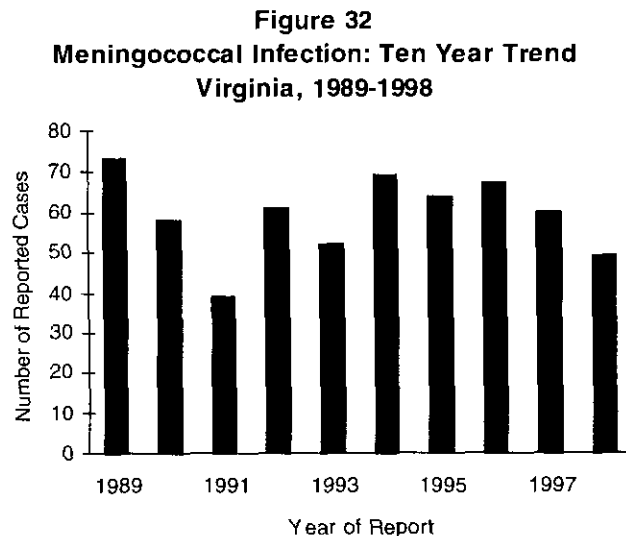 Figure 32
Meningococcal Infection: Ten Year Trend
Virginia, 1989-1998
Number of Reported Cases
80
70
60
50
40
30
20
10
0
1989 1991 1993 1995 1997
Year of Report